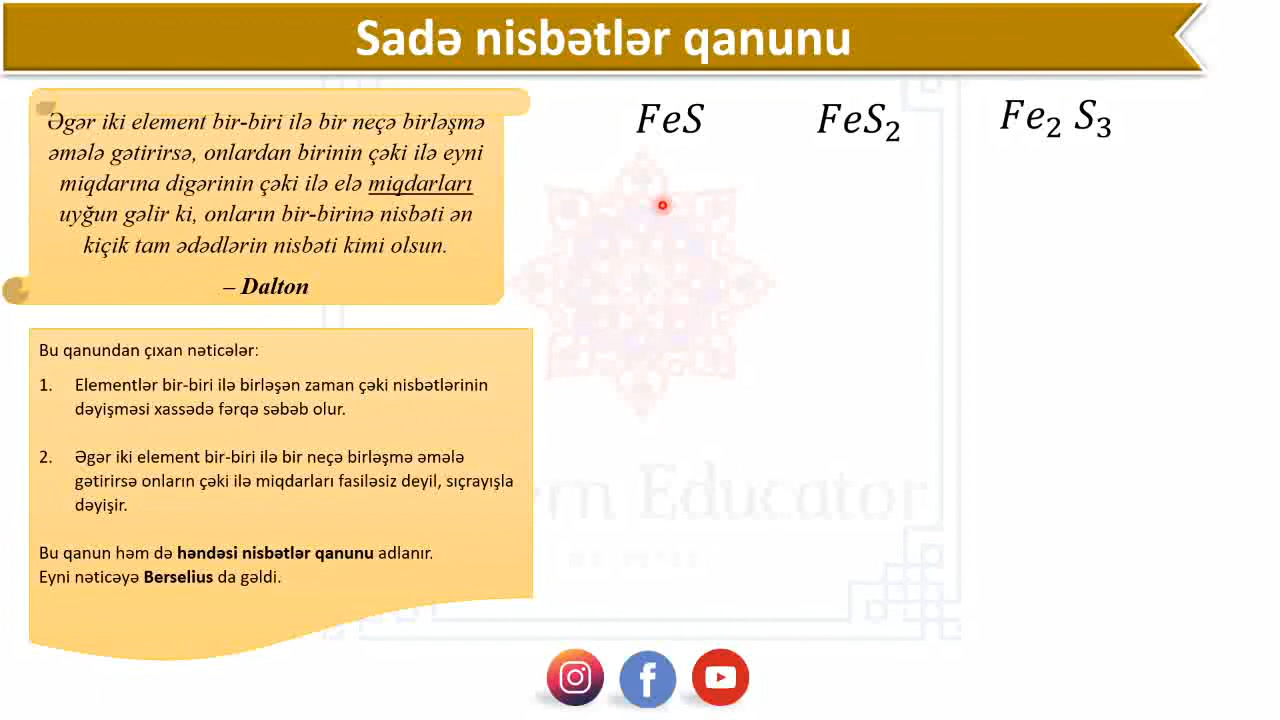 Sadə nisbətlər qanunu
Əgər iki element bir-biri ilə bir neçə birləşmə
əmələ gətirirsə, onlardan birinin çəki ilə eyni
miqdarına digərinin çəki ilə elə miqdarları
uyğun gəlir ki, onların bir-birinə nisbəti ən
kiçik tam ədədlərin nisbəti kimi olsun.
– Dalton
FeS FeS₂ Fe₂ S₃
Bu qanundan çıxan nəticələr:
1. Elementlər bir-biri ilə birləşən zaman çəki nisbətlərinin
dəyişməsi xassədə fərqə səbəb olur.
2. Əgər iki element bir-biri ilə bir neçə birləşmə əmələ
gətirirsə onların çəki ilə miqdarları fasiləsiz deyil, sıçrayışla
dəyişir.
Bu qanun həm də həndəsi nisbətlər qanunu adlanır.
Eyni nəticəyə Berselius da gəldi.
Educator